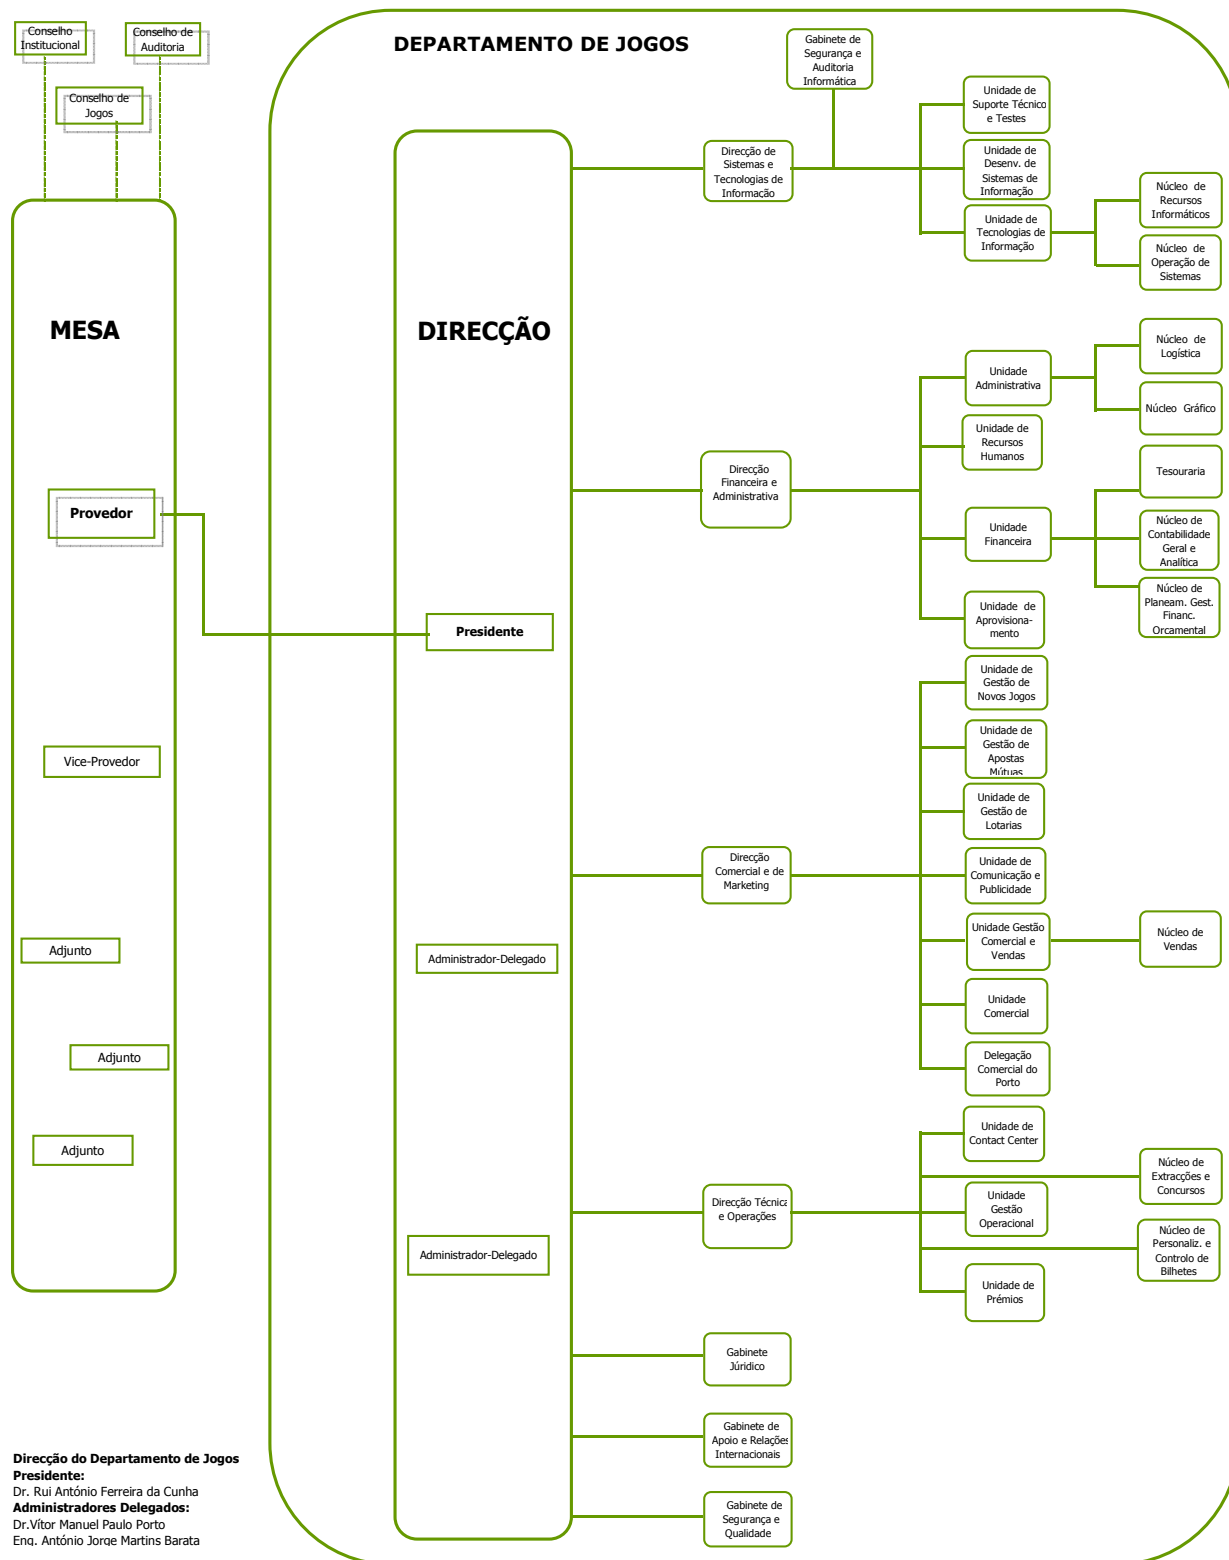 Conselho
Institucional
Conselho de
Auditoria
Conselho de
Jogos
MESA
Provedor
Vice-Provedor
Adjunto
Adjunto
Adjunto
DEPARTAMENTO DE JOGOS
DIRECÇÃO
Presidente
Administrador-Delegado
Administrador-Delegado
Gabinete de
Segurança e
Auditoria
Informática
Direcção de
Sistemas e
Tecnologias de
Informação
Unidade de
Suporte Técnico
e Testes
Unidade de
Desenv. de
Sistemas de
Informação
Unidade de
Tecnologias de
Informação
Núcleo de
Recursos
Informáticos
Núcleo de
Operação de
Sistemas
Direcção
Financeira e
Administrativa
Unidade
Administrativa
Núcleo de
Logística
Núcleo Gráfico
Unidade de
Recursos
Humanos
Unidade
Financeira
Tesouraria
Núcleo de
Contabilidade
Geral e
Analítica
Núcleo de
Planeam. Gest.
Financ.
Orcamental
Unidade de
Aprovisiona-
mento
Direcção
Comercial e de
Marketing
Unidade de
Gestão de
Novos Jogos
Unidade de
Gestão de
Apostas
Mútuas
Unidade de
Gestão de
Lotarias
Unidade de
Comunicação e
Publicidade
Unidade Gestão
Comercial e
Vendas
Núcleo de
Vendas
Unidade
Comercial
Delegação
Comercial do
Porto
Direcção Técnica
e Operações
Unidade de
Contact Center
Núcleo de
Extracções e
Concursos
Unidade
Gestão
Operacional
Núcleo de
Personaliz. e
Controlo de
Bilhetes
Unidade de
Prémios
Gabinete
Júridico
Gabinete de
Apoio e Relações
Internacionais
Gabinete de
Segurança e
Qualidade
Direcção do Departamento de Jogos
Presidente:
Dr. Rui António Ferreira da Cunha
Administradores Delegados:
Dr.Vítor Manuel Paulo Porto
Eng. António Jorge Martins Barata